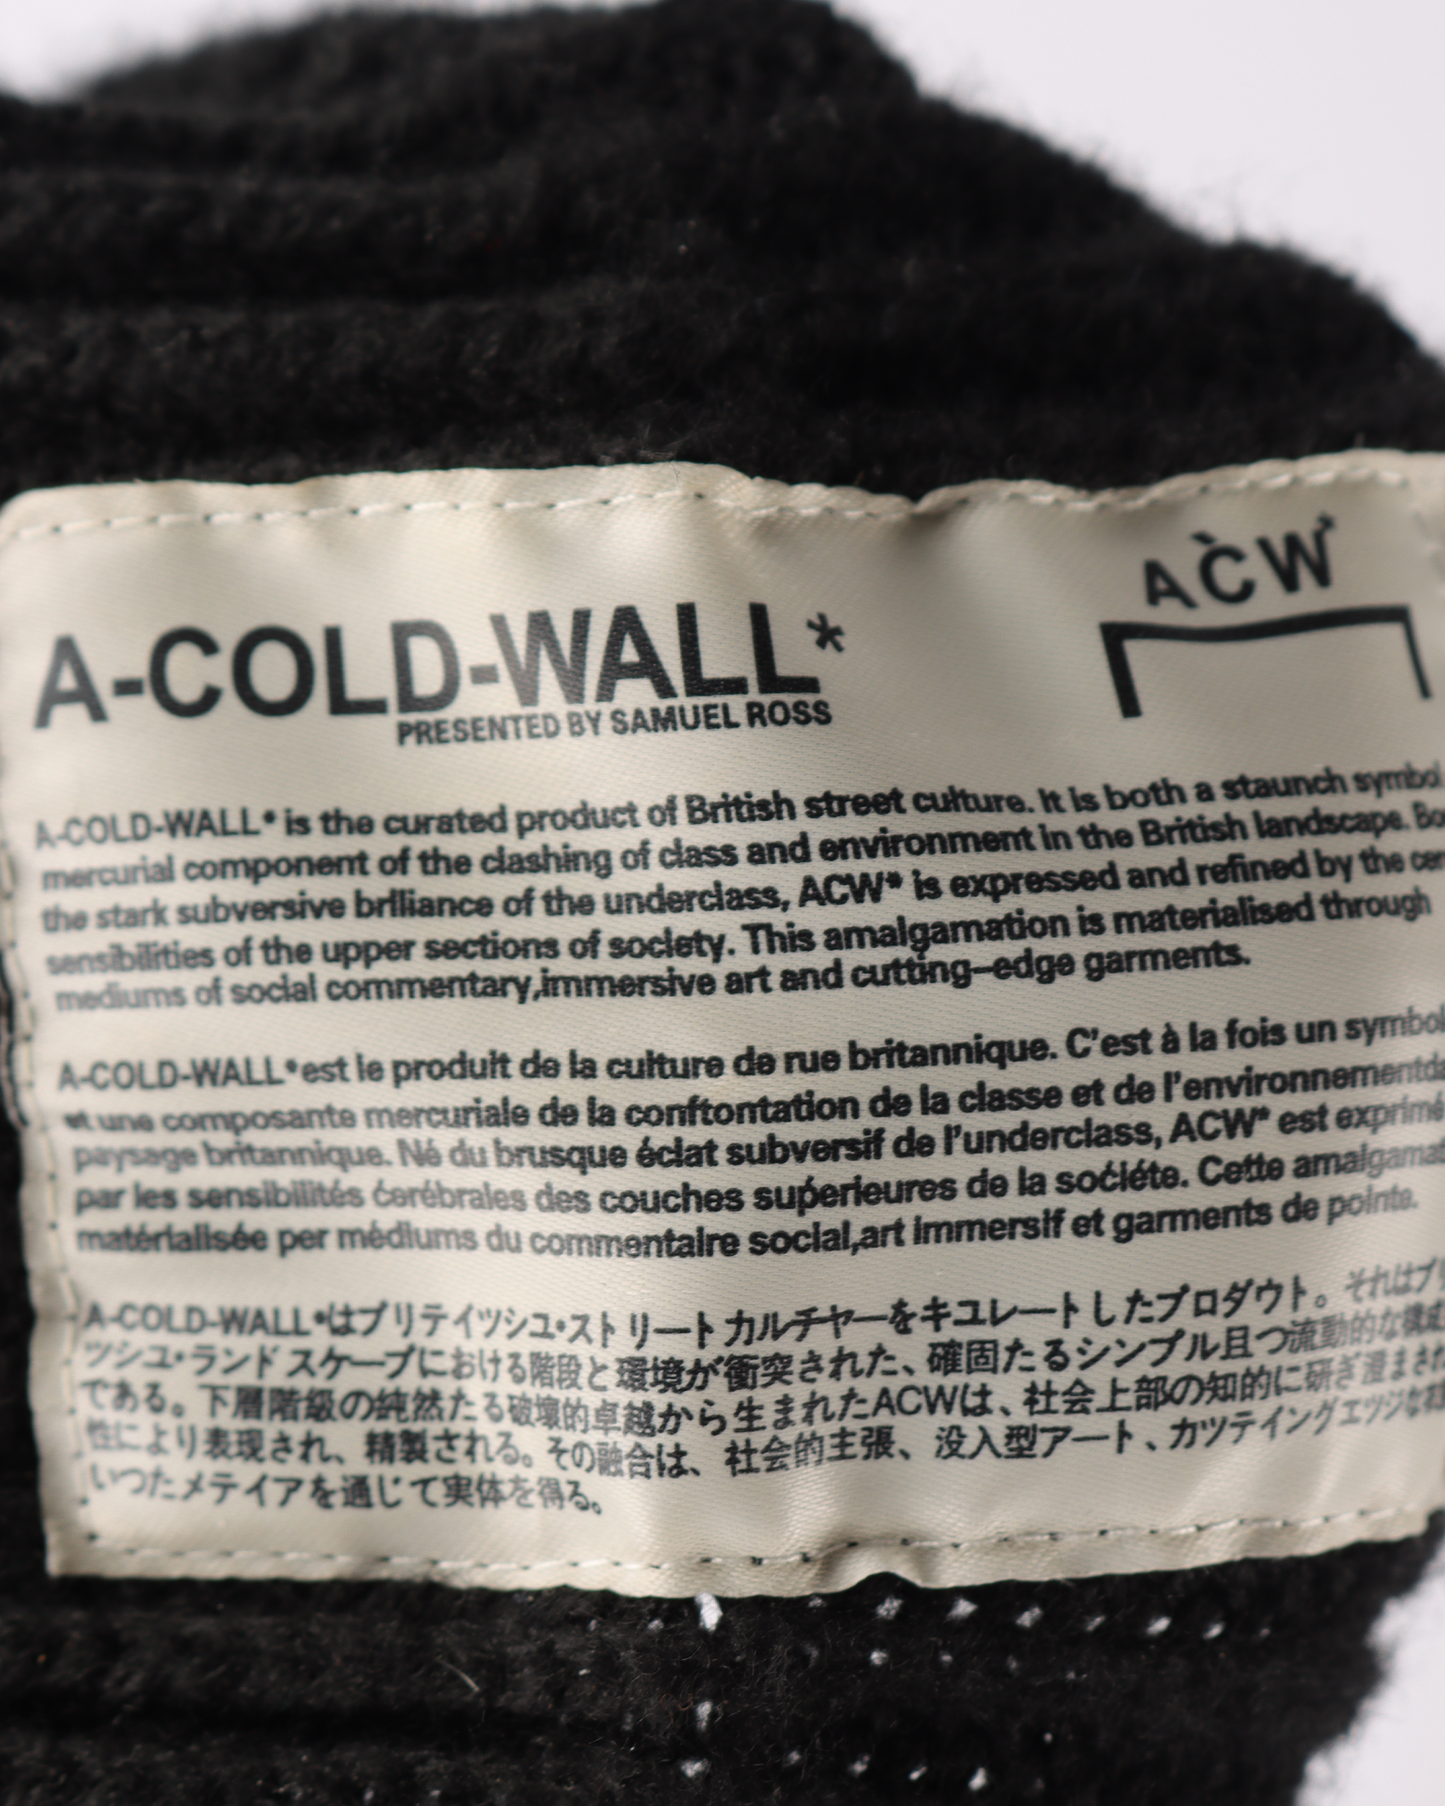 A-COLD-WALL*
PRESENTED BY SAMUEL ROSS
ACW*
A-COLD-WALL* is the curated product of British street culture. It is both a staunch symbol
mercurial component of the clashing of class and environment in the British landscape.
the stark subversive brilliance of the underclass, ACW* is expressed and refined by the
sensibilities of the upper sections of society. This amalgamation is materialised through
mediums of social commentary,immersive art and cutting-edge garments.
A-COLD-WALL*est le produit de la culture de rue britannique. C'est à la fois un symbol
et une composante mercuriale de la conftontation de la classe et de l'environnement
paysage britannique. Né du brusque éclat subversif de l'underclass, ACW* est exprimé
par les sensibilités ćerébrales des couches supérieures de la soćiéte. Cette
matérialisée per médiums du commentaire social,art immersif et garments de pointe.
A-COLD-WALL*はブリテイツシユ•ストリートカルチヤーをキユレートしたプロダウト。それはブリ
ツシユ•ランドスケープにおける階段と環境が衝突された、確固たるシンプル且つ流動的な構成
である。下層階級の純然たる破壊的卓越から生まれたACWは、社会上部の知的に研ぎ澄まされ
性により表現され、精製される。その融合は、社会的主張、没入型アート、カツテイングエツジな
いつたメテイアを通じて実体を得る。